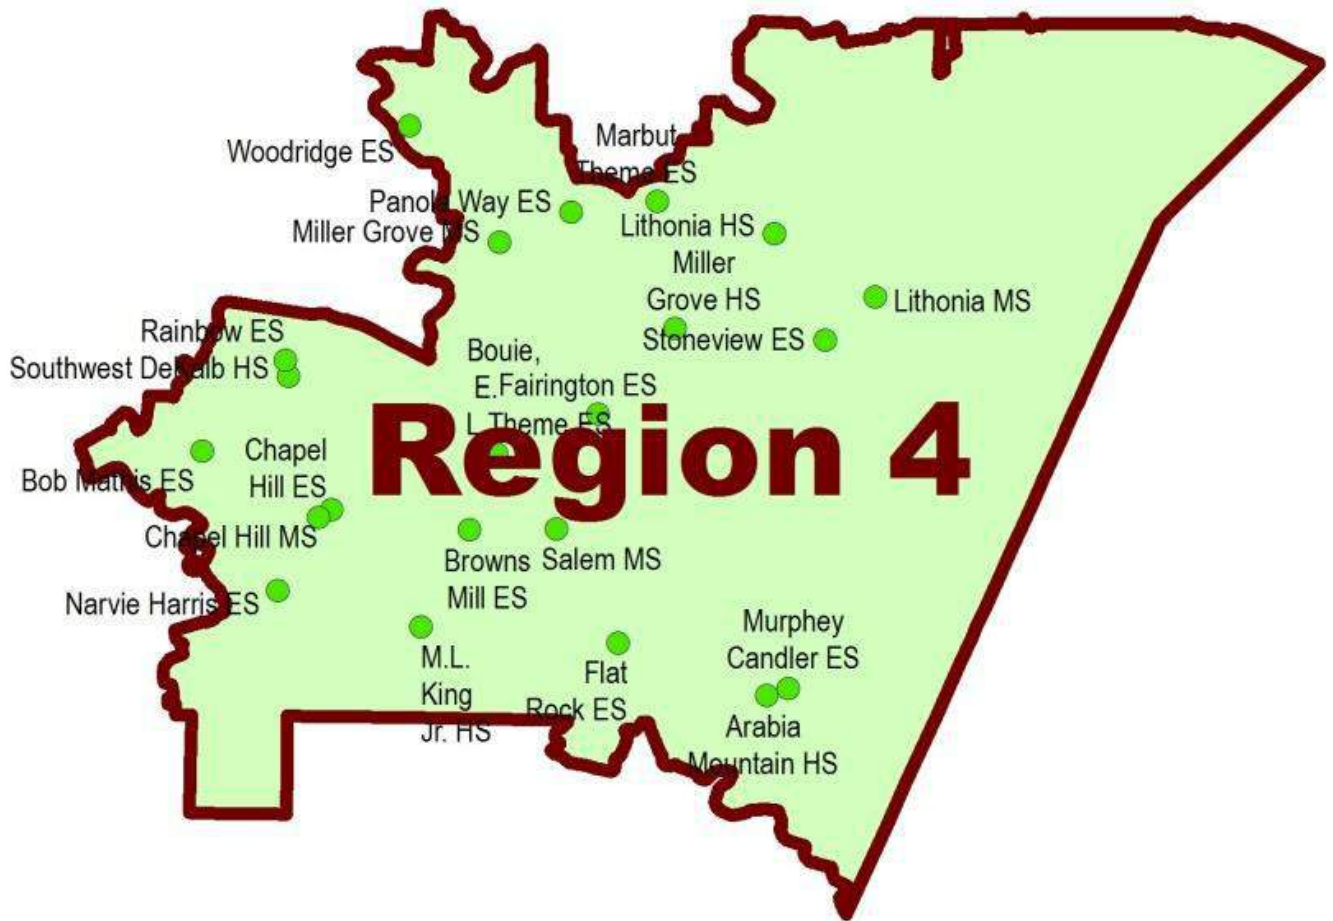 Marbut
Theme ES
Woodridge ES
Panola Way ES
Miller Grove MS
Lithonia HS
Miller
Grove HS
Lithonia MS
Stoneview ES
Rainbow ES
Southwest DeKalb HS
Bouie,
E.
L. Theme ES
Fairington ES
Region 4
Chapel
Hill ES
Bob Mathis ES
Chapel Hill MS
Browns
Mill ES
Salem MS
Narvie Harris ES
Murphey
Candler ES
M.L.
King
Jr. HS
Flat
Rock ES
Arabia
Mountain HS